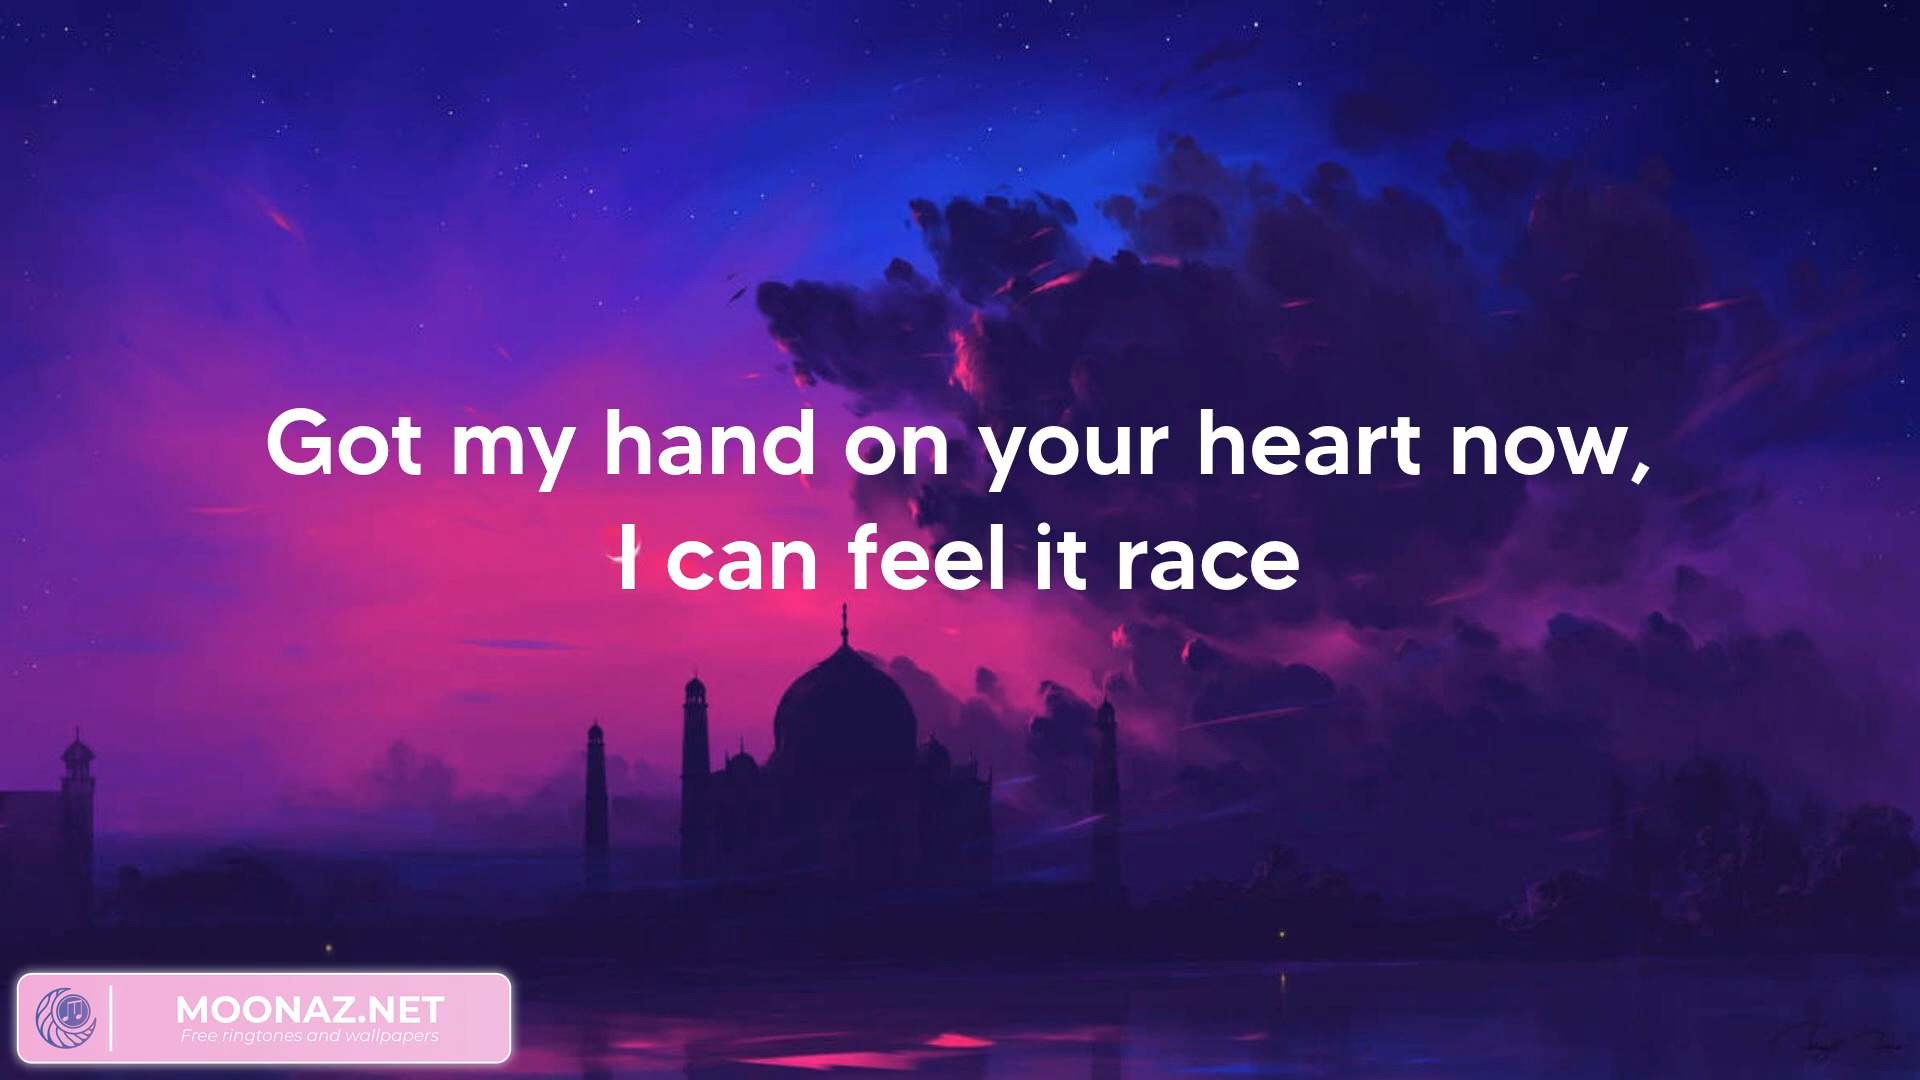 Got my hand on your heart now,
I can feel it race
MOONAZ.NET
Free ringtones and wallpapers